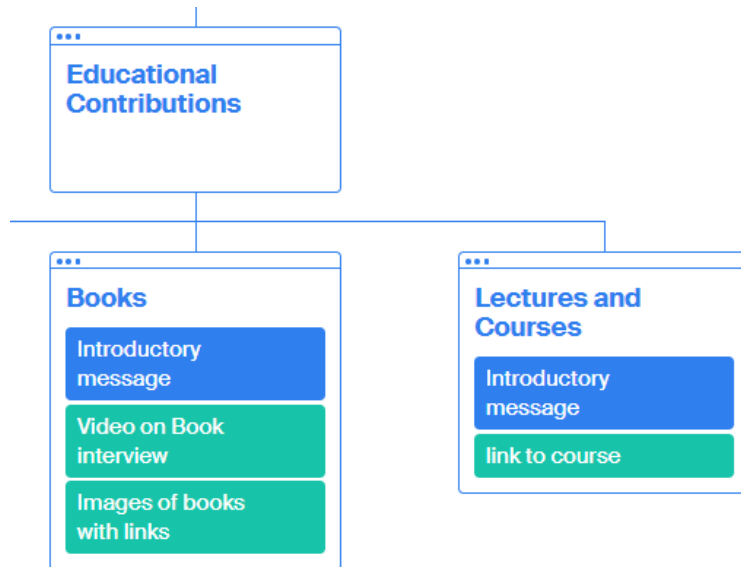 Educational
Contributions
Books
Introductory
message
Video on Book
interview
Images of books
with links
Lectures and
Courses
Introductory
message
link to course